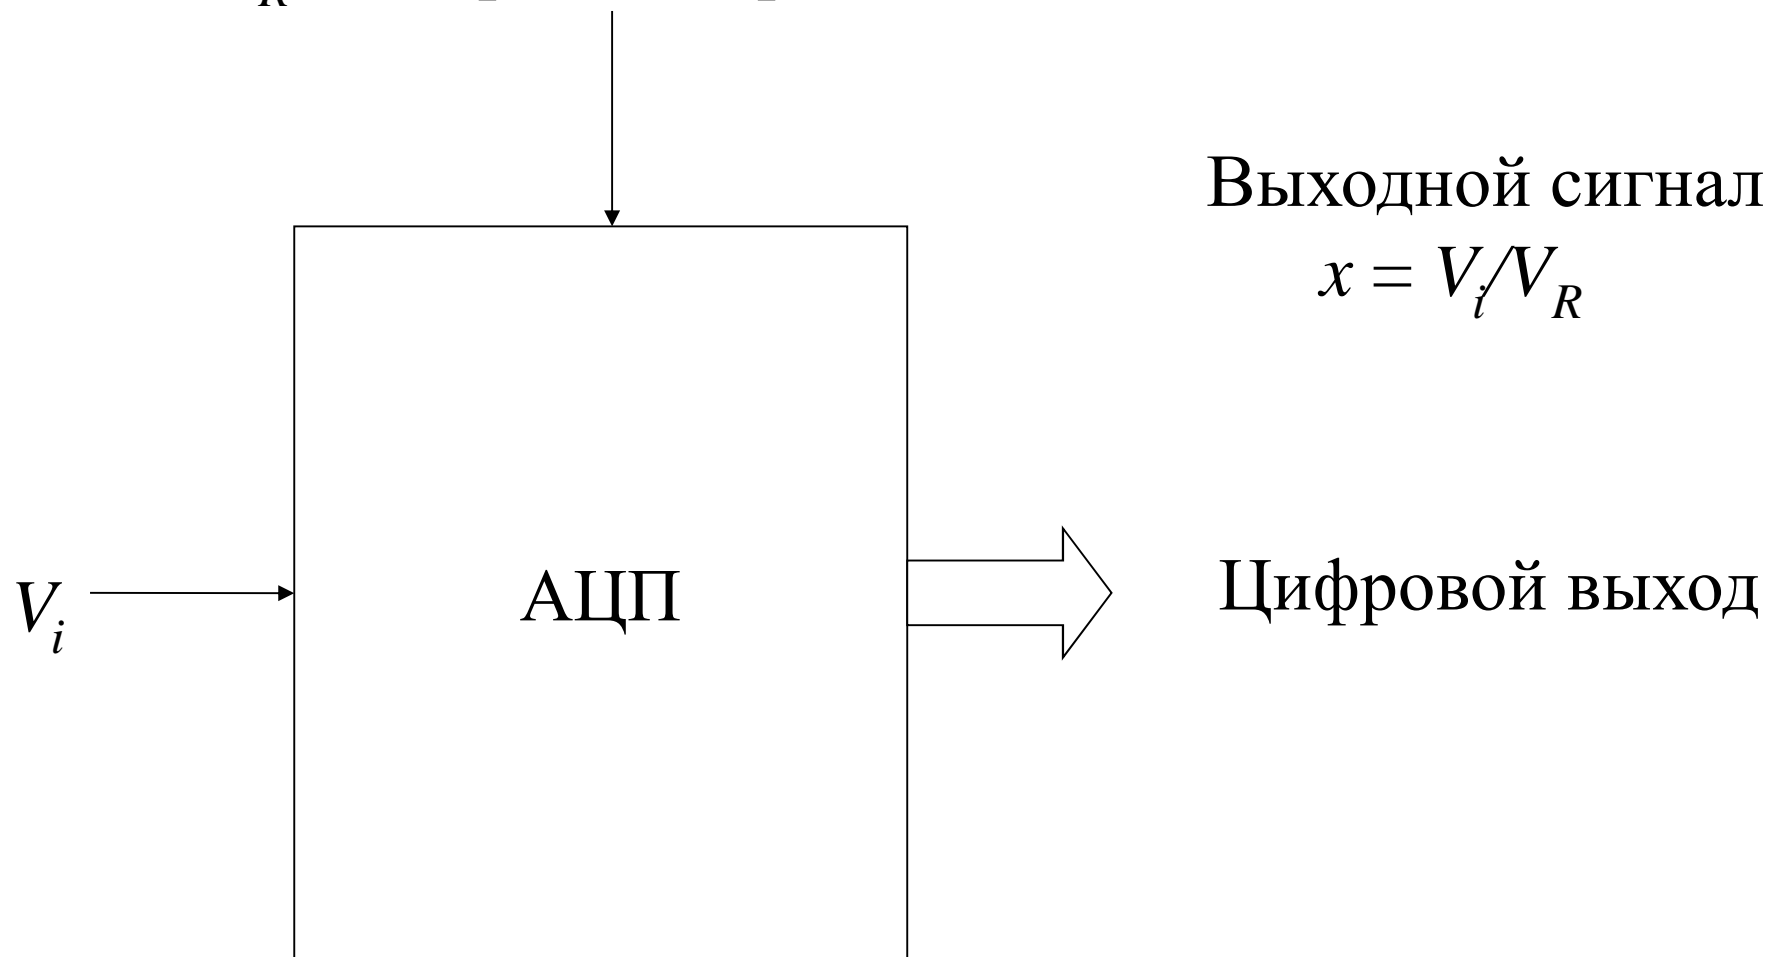 Выходной сигнал
x = Vi/VR
Vi
АЦП
Цифровой выход